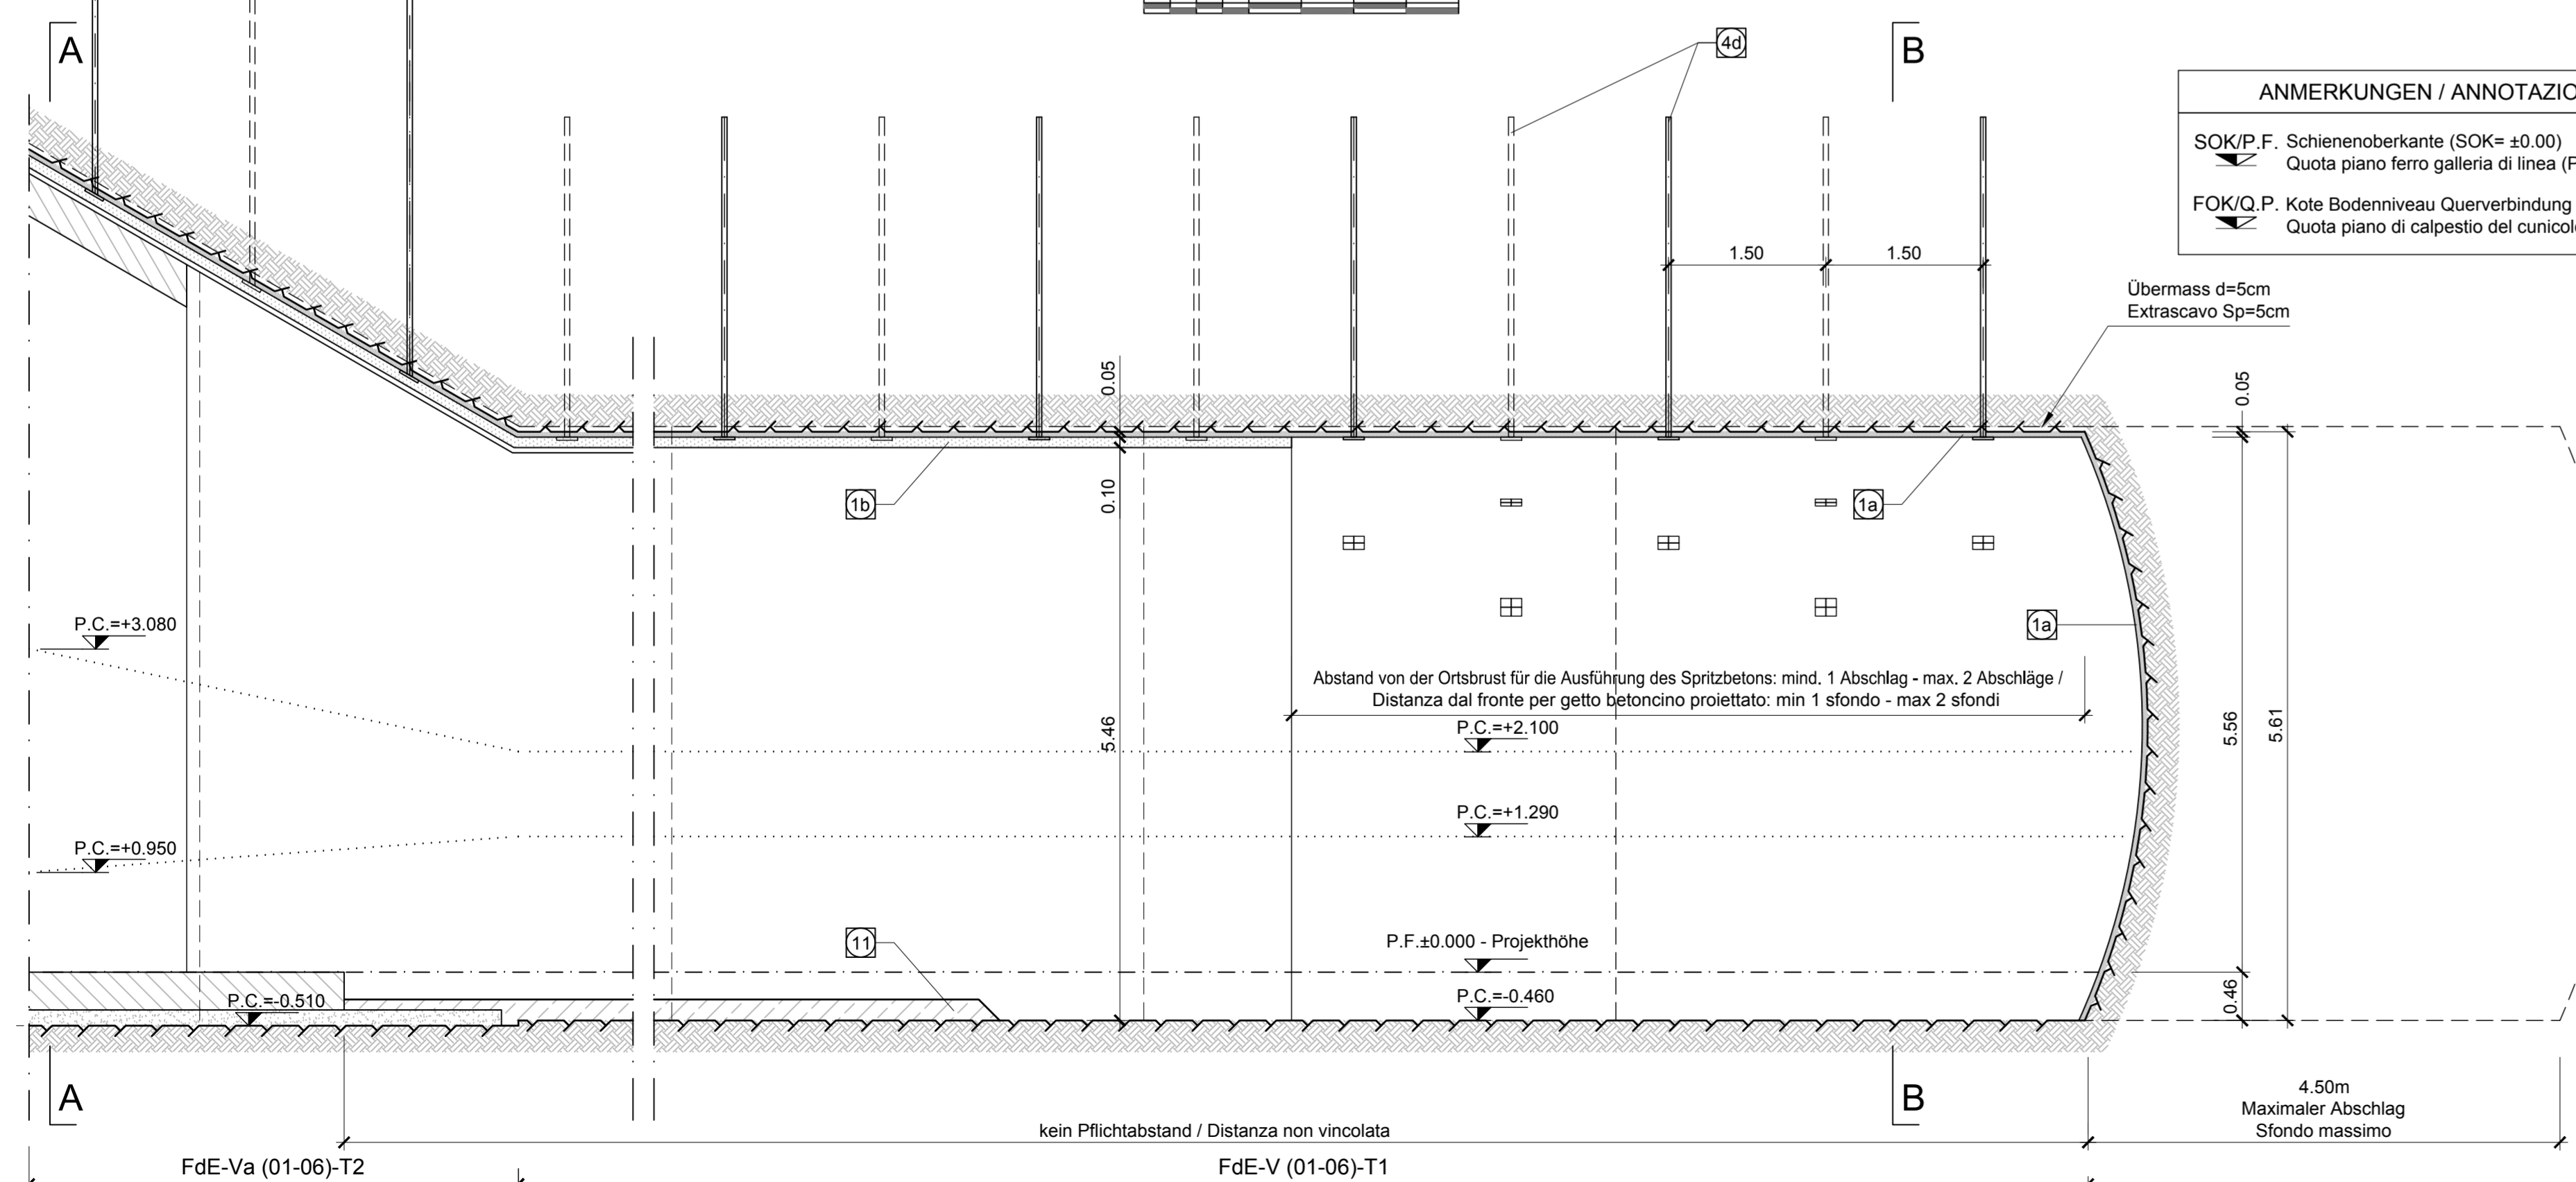 A
B
4d
ANMERKUNGEN / ANNOTAZIO
SOK/P.F. Schienenoberkante (SOK= ±0.00)
Quota piano ferro galleria di linea (P
FOK/Q.P. Kote Bodenniveau Querverbindung
Quota piano di calpestio del cunicolo
1.50
1.50
Übermass d=5cm
Extrascavo Sp=5cm
0.05
0.05
0.10
1b
1a
1a
P.C.=+3.080
Abstand von der Ortsbrust für die Ausführung des Spritzbetons: mind. 1 Abschlag - max. 2 Abschläge /
Distanza dal fronte per getto betoncino proiettato: min 1 sfondo - max 2 sfondi
P.C.=+2.100
5.46
5.56
5.61
P.C.=+1.290
P.C.=+0.950
11
P.F.±0.000 - Projekthöhe
P.C.=-0.510
P.C.=-0.460
0.46
A
B
4.50m
Maximaler Abschlag
Sfondo massimo
kein Pflichtabstand / Distanza non vincolata
FdE-Va (01-06)-T2
FdE-V (01-06)-T1